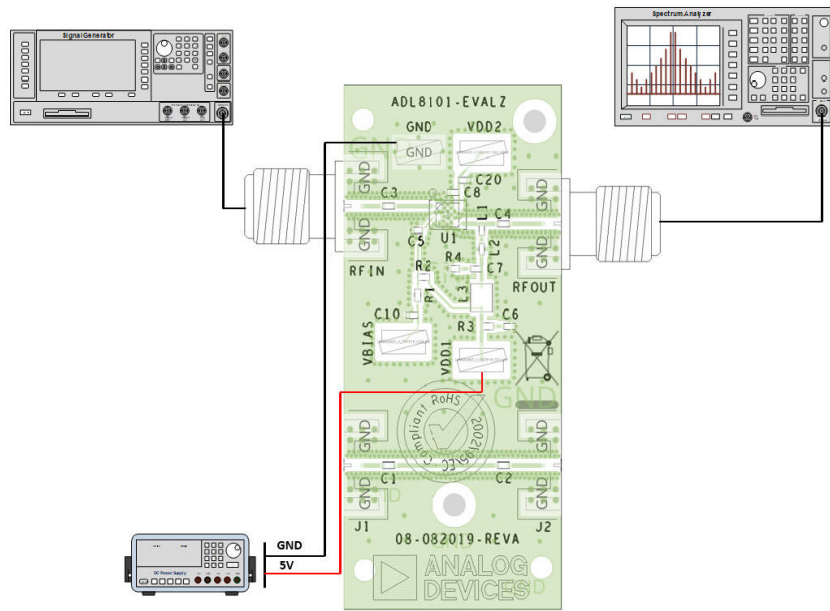 Signal Generator
Spectrum Analyzer
ADL8101-EVALZ
GND
VDD2
GND
C20
C8
C3
L1
C4
U1
C5
L2
GND
GND
GND
GND
RFIN
R2
R4
C7
RFOUT
R1
L3
C10
R3
C6
VBIAS
VDD1
GND
RoHS
Compliant
2002/95/EC
GND
GND
C1
C2
GND
GND
J1
J2
08-082019-REVA
ANALOG
DEVICES
DC Power Supply
GND
5V